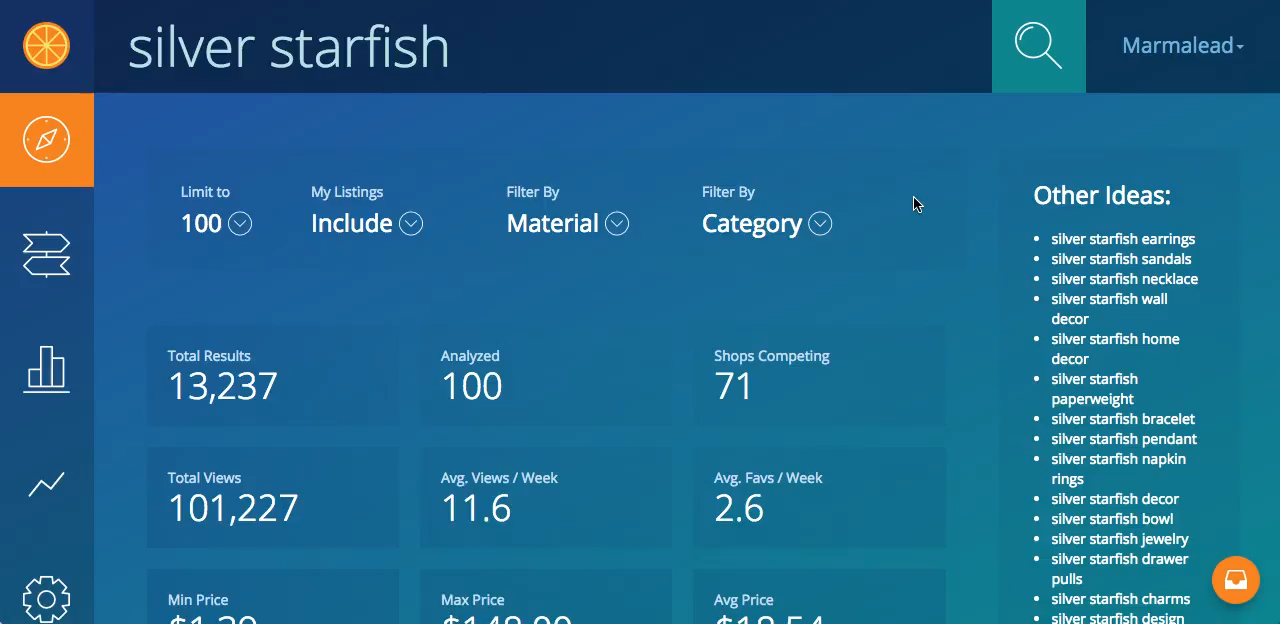 silver starfish
Marmalead
Limit to
100
My Listings
Include
Filter By
Material
Filter By
Category
Total Results
13,237
Analyzed
100
Shops Competing
71
Total Views
101,227
Avg. Views / Week
11.6
Avg. Favs / Week
2.6
Min Price
Max Price
Avg Price
Other Ideas:
silver starfish earrings
silver starfish sandals
silver starfish necklace
silver starfish wall
decor
silver starfish home
decor
silver starfish
paperweight
silver starfish bracelet
silver starfish pendant
silver starfish napkin
rings
silver starfish decor
silver starfish bowl
silver starfish jewelry
silver starfish drawer
pulls
silver starfish charms
silver starfish design